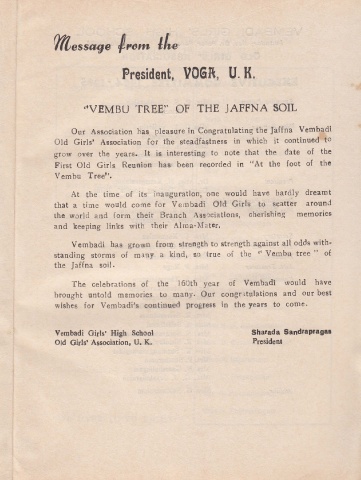 Message from the
President, VOGA, U. K.
"VEMBU TREE" OF THE JAFFNA SOIL
Our Association has pleasure in Congratulating the Jaffna Vembadi
Old Girls' Association for the steadfastness in which it continued to
grow over the years. It is interesting to note that the date of the
First Old Girls Reunion has been recorded in "At the foot of the
Vembu Tree".
At the time of its inauguration, one would have hardly dreamt
that a time would come for Vembadi Old Girls to scatter around
the world and form their Branch Associations, cherishing memories
and keeping links with their Alma-Mater.
Vembadi has grown from strength to strength against all odds with-
standing storms of many a kind, so true of the "Vembu tree" of
the Jaffna soil.
The celebrations of the 160th year of Vembadi would have
brought untold memories to many. Our congratulations and our best
wishes for Vembadi's continued progress in the years to come.
Vembadi Girls' High School
Old Girls' Association, U. K.
Sharada Sandrapragas
President